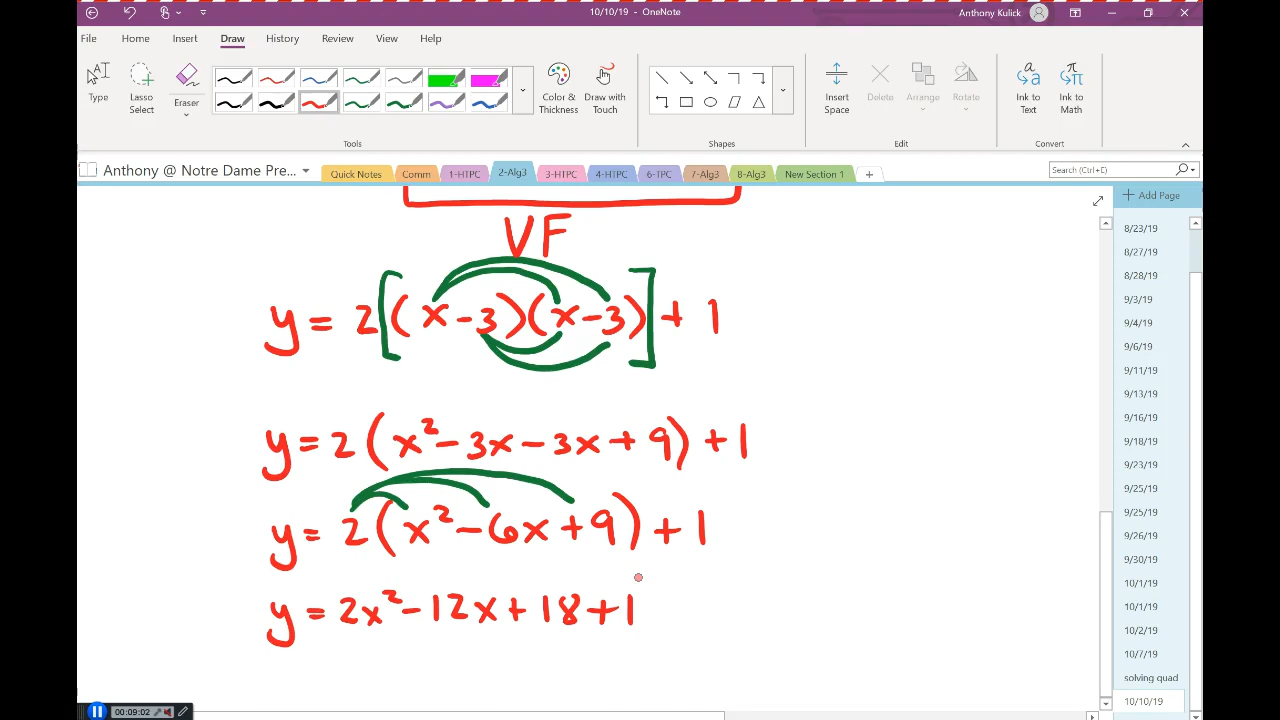 10/10/19 - OneNote
Anthony Kulick
File Home Insert Draw History Review View Help
Type
Lasso Select
Eraser
Color & Thickness
Draw with Touch
Insert Space
Delete
Arrange
Rotate
Ink to Text
Ink to Math
Tools
Shapes
Edit
Convert
Anthony @ Notre Dame Pre...
Quick Notes Comm 1-HTPC 2-Alg3 3-HTPC 4-HTPC 6-TPC 7-Alg3 8-Alg3 New Section 1
Search (Ctrl+E)
VF
y = 2[(x-3)(x-3)] + 1
y = 2(x² - 3x - 3x + 9) + 1
y = 2(x² - 6x + 9) + 1
y = 2x² - 12x + 18 + 1
Add Page
8/23/19
8/27/19
8/28/19
9/3/19
9/4/19
9/6/19
9/11/19
9/13/19
9/16/19
9/18/19
9/23/19
9/25/19
9/25/19
9/26/19
9/30/19
10/1/19
10/1/19
10/2/19
10/7/19
solving quad
10/10/19
00:09:02